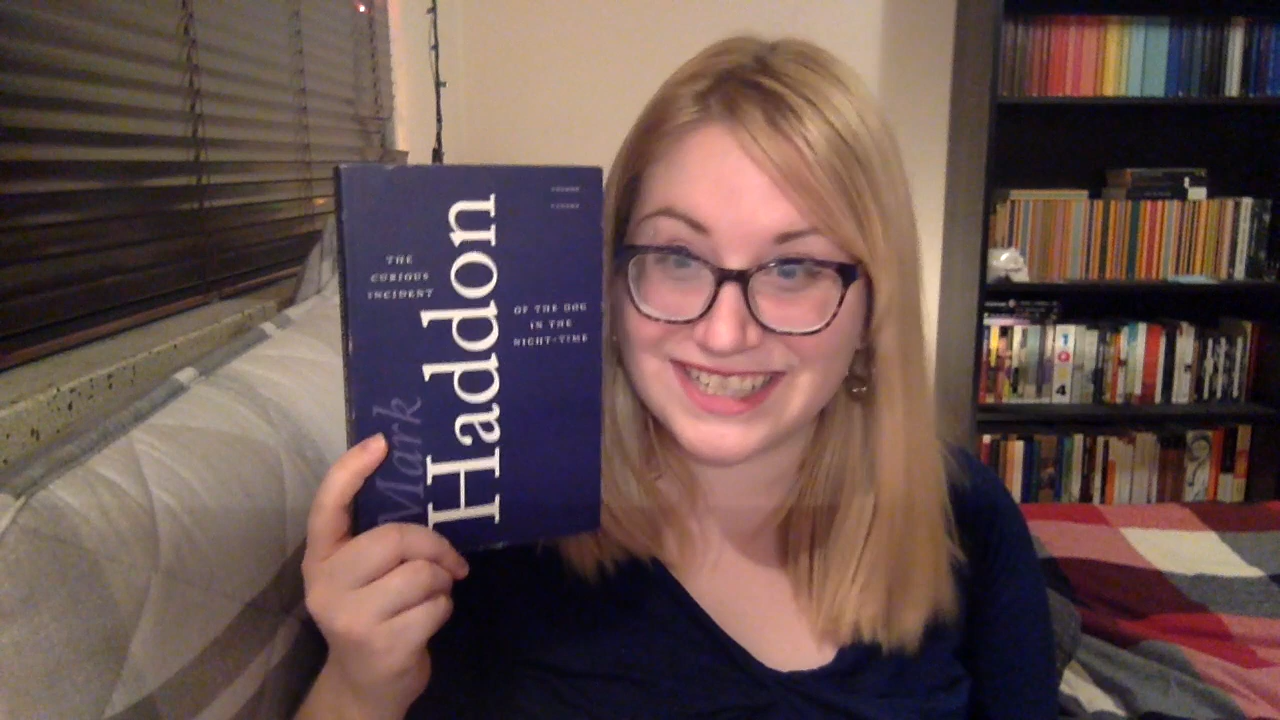 THE
CURIOUS
INCIDENT
Mark
Haddon
OF THE DOG
IN THE
NIGHT-TIME